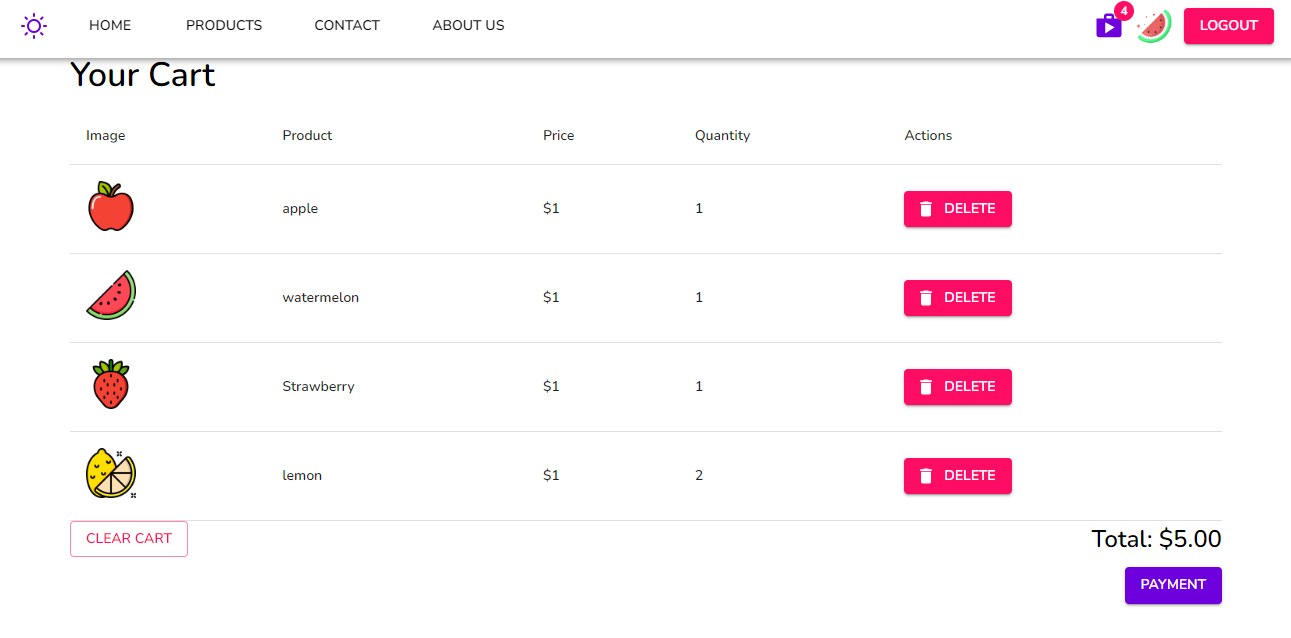 HOME PRODUCTS CONTACT ABOUT US 4 LOGOUT
Your Cart
Image Product Price Quantity Actions
apple $1 1 DELETE
watermelon $1 1 DELETE
Strawberry $1 1 DELETE
lemon $1 2 DELETE
CLEAR CART Total: $5.00
PAYMENT